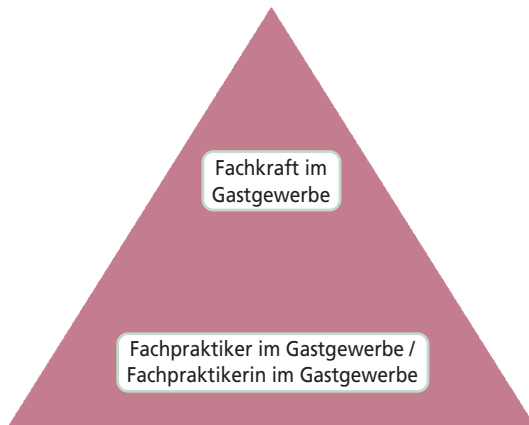 Fachkraft im
Gastgewerbe
Fachpraktiker im Gastgewerbe /
Fachpraktikerin im Gastgewerbe